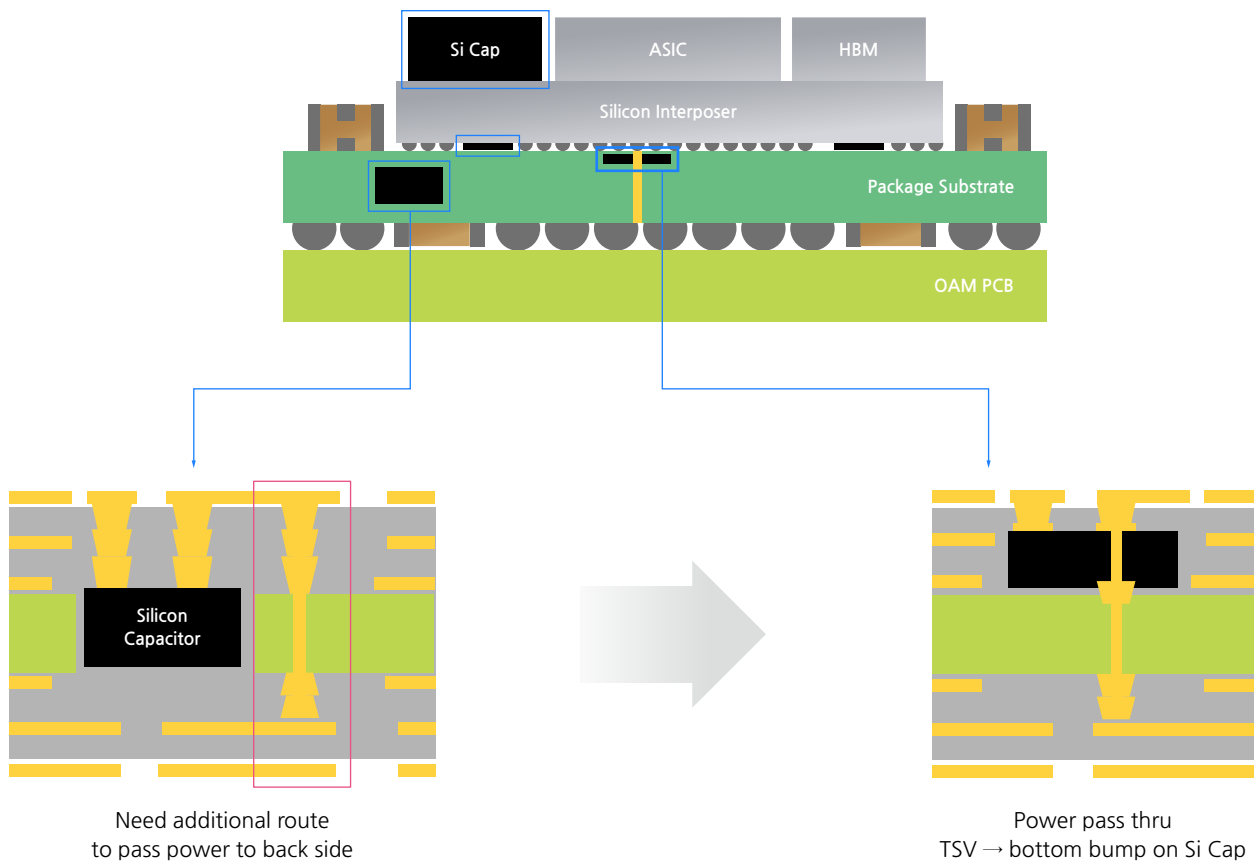 Si Cap
ASIC
HBM
Silicon Interposer
Package Substrate
OAM PCB
Silicon
Capacitor
Need additional route
to pass power to back side
Power pass thru
TSV → bottom bump on Si Cap